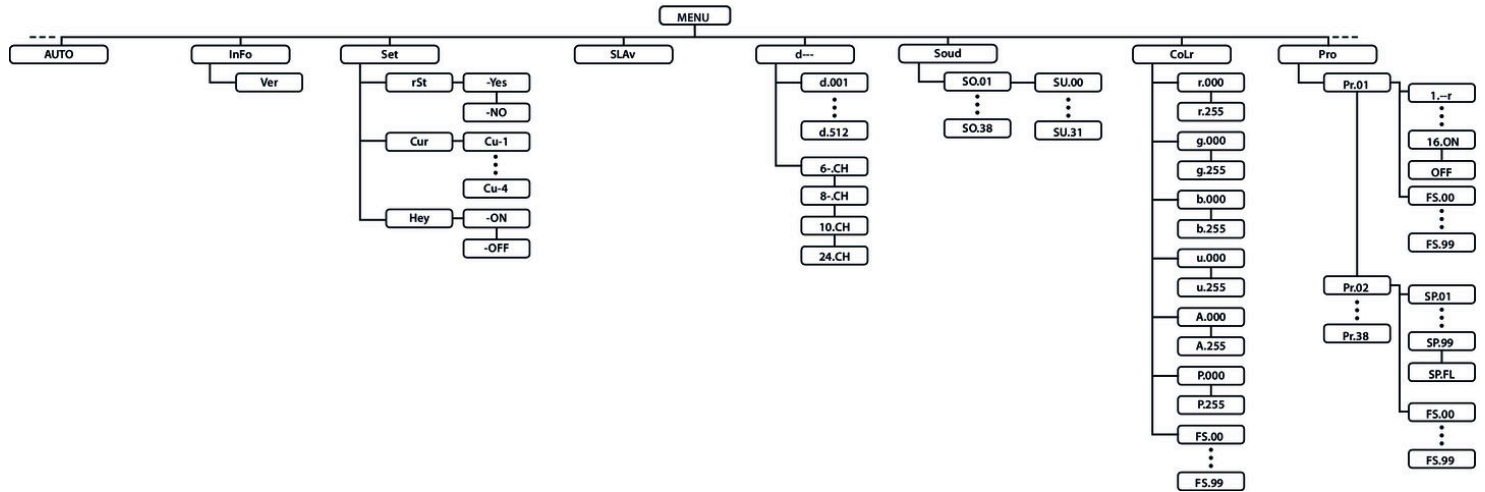 MENU
AUTO
InFo
Ver
Set
rSt
-Yes
-NO
Cur
Cu-1
Cu-4
Hey
-ON
-OFF
SLAv
d---
d.001
d.512
6-.CH
8-.CH
10.CH
24.CH
Soud
SO.01
SO.38
SU.00
SU.31
CoLr
r.000
r.255
g.000
g.255
b.000
b.255
u.000
u.255
A.000
A.255
P.000
P.255
FS.00
FS.99
Pro
Pr.01
1.--r
16.ON
OFF
FS.00
FS.99
Pr.02
Pr.38
SP.01
SP.99
SP.FL
FS.00
FS.99